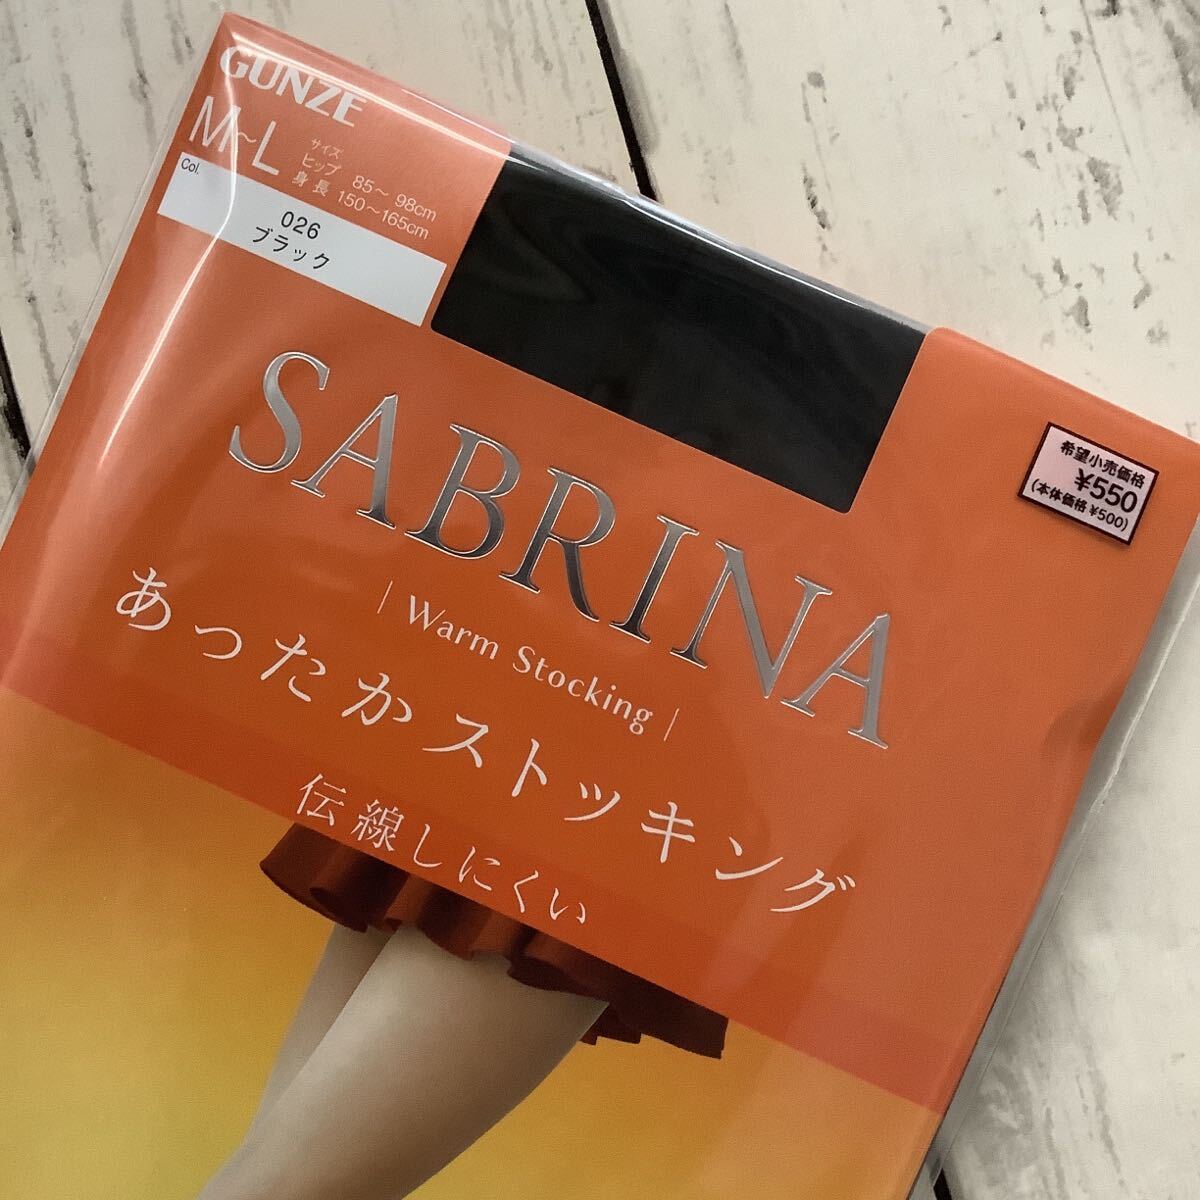 GUNZE
M~L
サイズ
ヒップ 85～98cm
身長 150～165cm
Col.
026
ブラック
SABRINA
| Warm Stocking |
あったかストッキング
伝線しにくい
希望小売価格
¥550
(本体価格¥500)